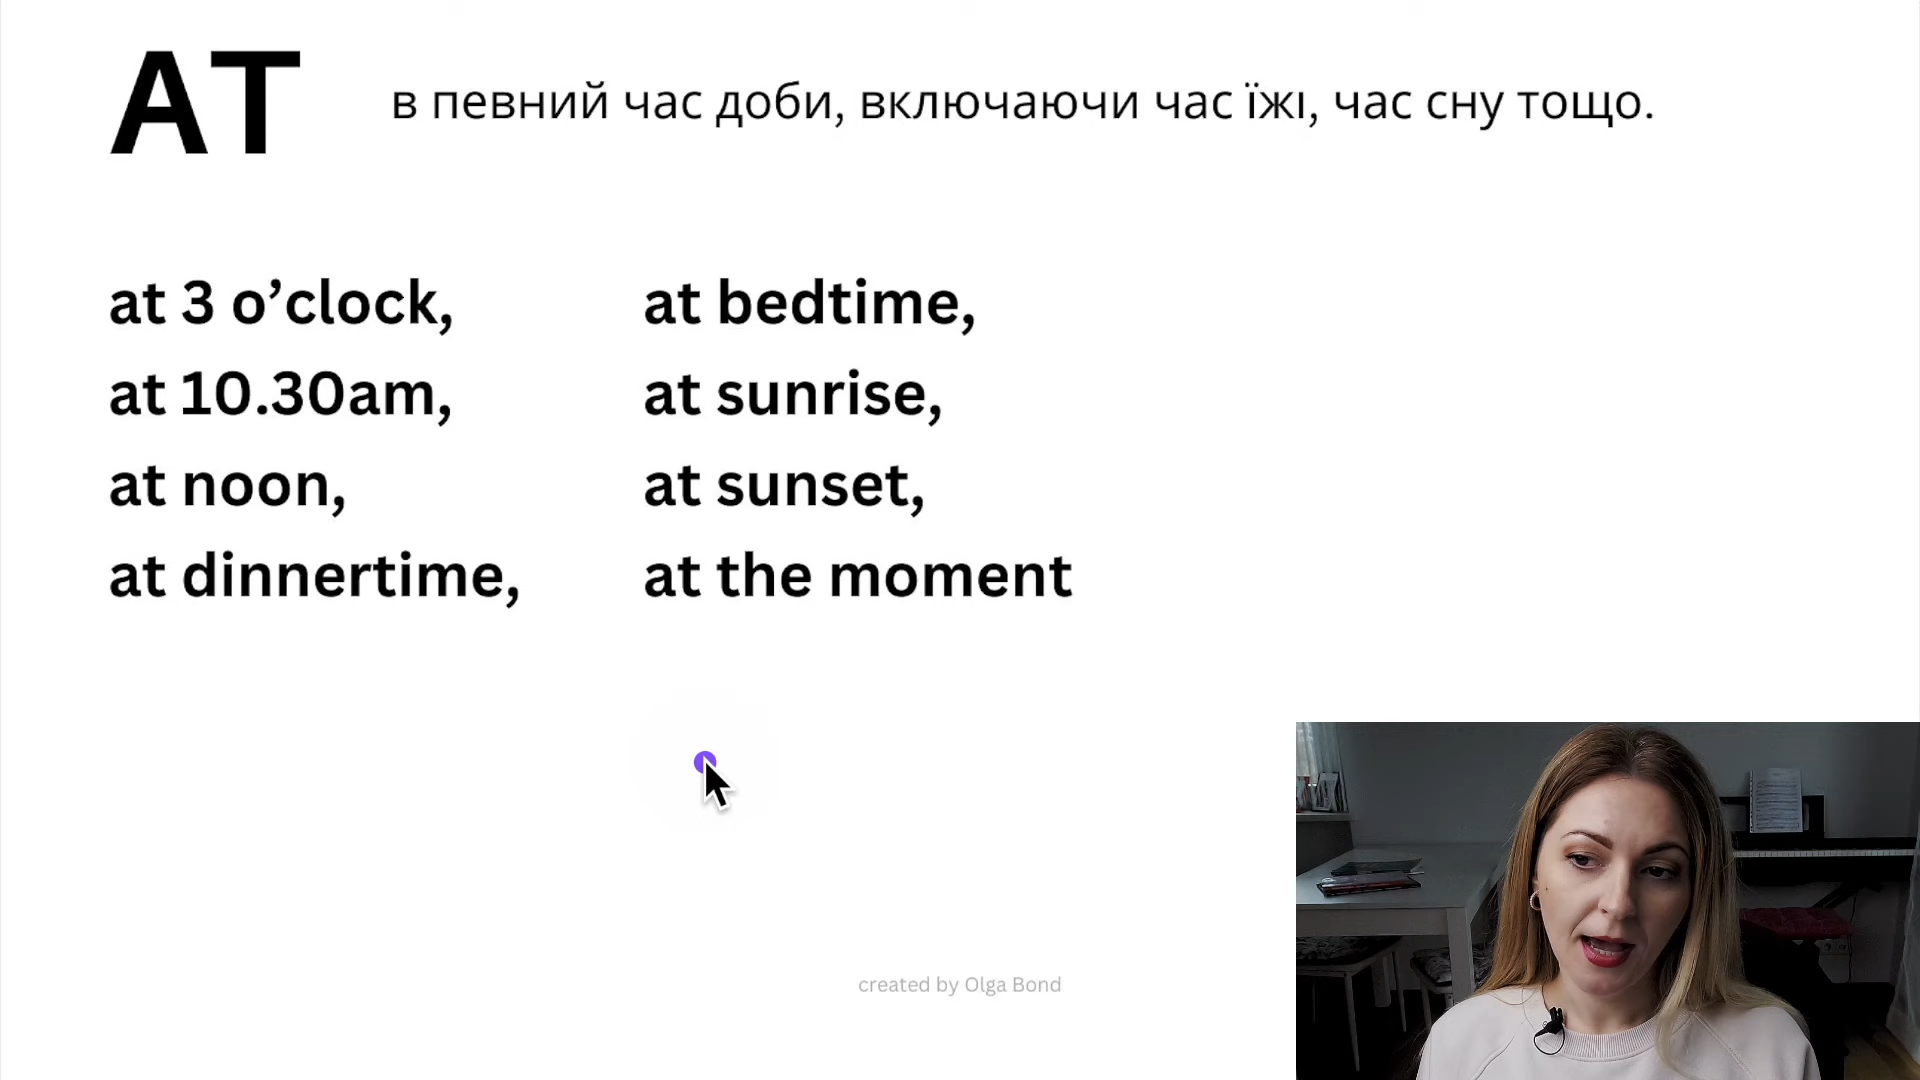 AT
в певний час доби, включаючи час їжі, час сну тощо.
at 3 o’clock,
at 10.30am,
at noon,
at dinnertime,
at bedtime,
at sunrise,
at sunset,
at the moment
created by Olga Bond